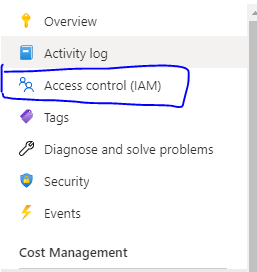 Overview
Activity log
Access control (IAM)
Tags
Diagnose and solve problems
Security
Events
Cost Management